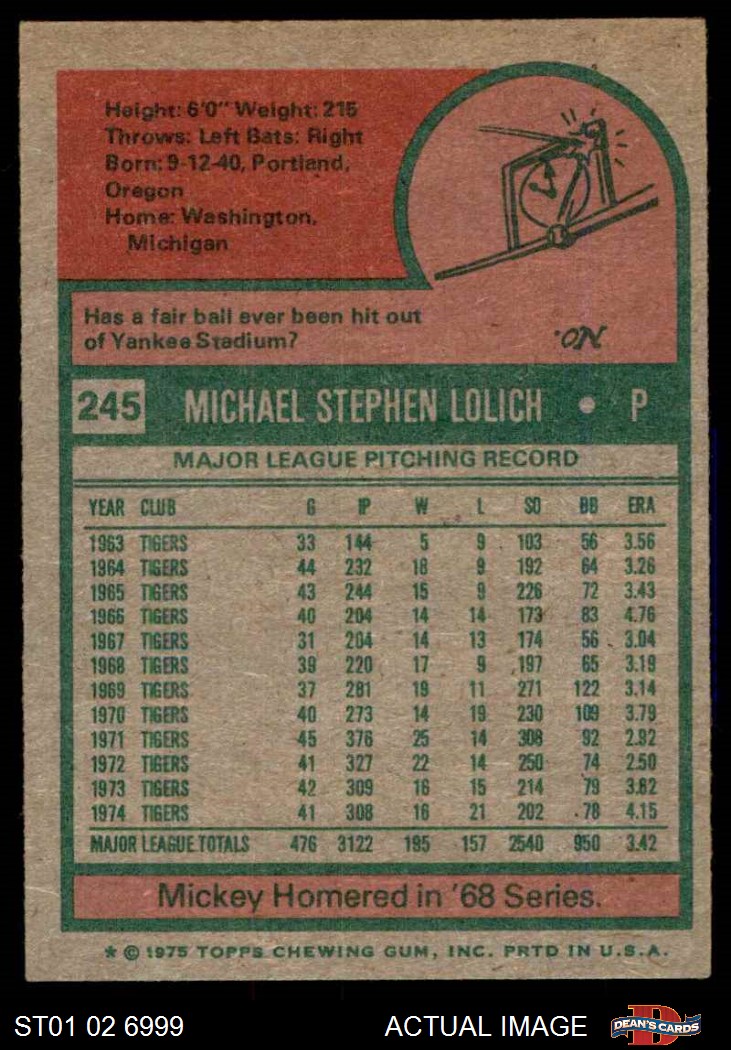 Height: 6'0" Weight: 215
Throws: Left Bats: Right
Born: 9-12-40, Portland,
Oregon
Home: Washington,
Michigan
Has a fair ball ever been hit out
of Yankee Stadium?
No.
245 MICHAEL STEPHEN LOLICH • P
MAJOR LEAGUE PITCHING RECORD
YEAR CLUB G IP W L SO BB ERA
1963 TIGERS 33 144 5 9 103 56 3.56
1964 TIGERS 44 232 18 9 192 64 3.26
1965 TIGERS 43 244 15 9 226 72 3.43
1966 TIGERS 40 204 14 14 173 83 4.76
1967 TIGERS 31 204 14 13 174 56 3.04
1968 TIGERS 39 220 17 9 197 65 3.19
1969 TIGERS 37 281 19 11 271 122 3.14
1970 TIGERS 40 273 14 19 230 109 3.79
1971 TIGERS 45 376 25 14 308 92 2.92
1972 TIGERS 41 327 22 14 250 74 2.50
1973 TIGERS 42 309 16 15 214 79 3.82
1974 TIGERS 41 308 16 21 202 78 4.15
MAJOR LEAGUE TOTALS 476 3122 195 157 2540 950 3.42
Mickey Homered in '68 Series.
* © 1975 TOPPS CHEWING GUM, INC. PRTD IN U.S.A.
ST01 02 6999 ACTUAL IMAGE D DEAN'S CARDS